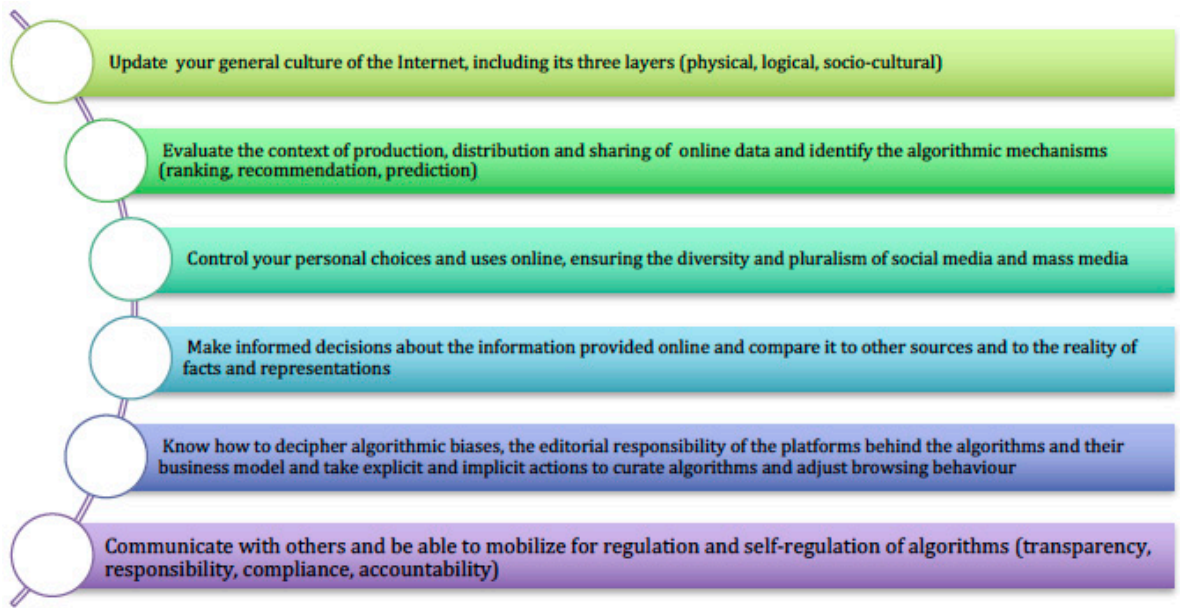 Update your general culture of the Internet, including its three layers (physical, logical, socio-cultural)
Evaluate the context of production, distribution and sharing of online data and identify the algorithmic mechanisms
(ranking, recommendation, prediction)
Control your personal choices and uses online, ensuring the diversity and pluralism of social media and mass media
Make informed decisions about the information provided online and compare it to other sources and to the reality of
facts and representations
Know how to decipher algorithmic biases, the editorial responsibility of the platforms behind the algorithms and their
business model and take explicit and implicit actions to curate algorithms and adjust browsing behaviour
Communicate with others and be able to mobilize for regulation and self-regulation of algorithms (transparency,
responsibility, compliance, accountability)